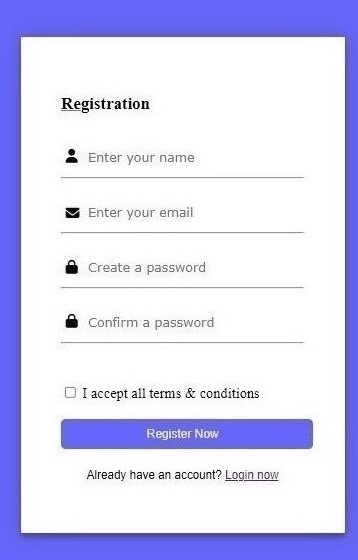 Registration
Enter your name
Enter your email
Create a password
Confirm a password
I accept all terms & conditions
Register Now
Already have an account? Login now